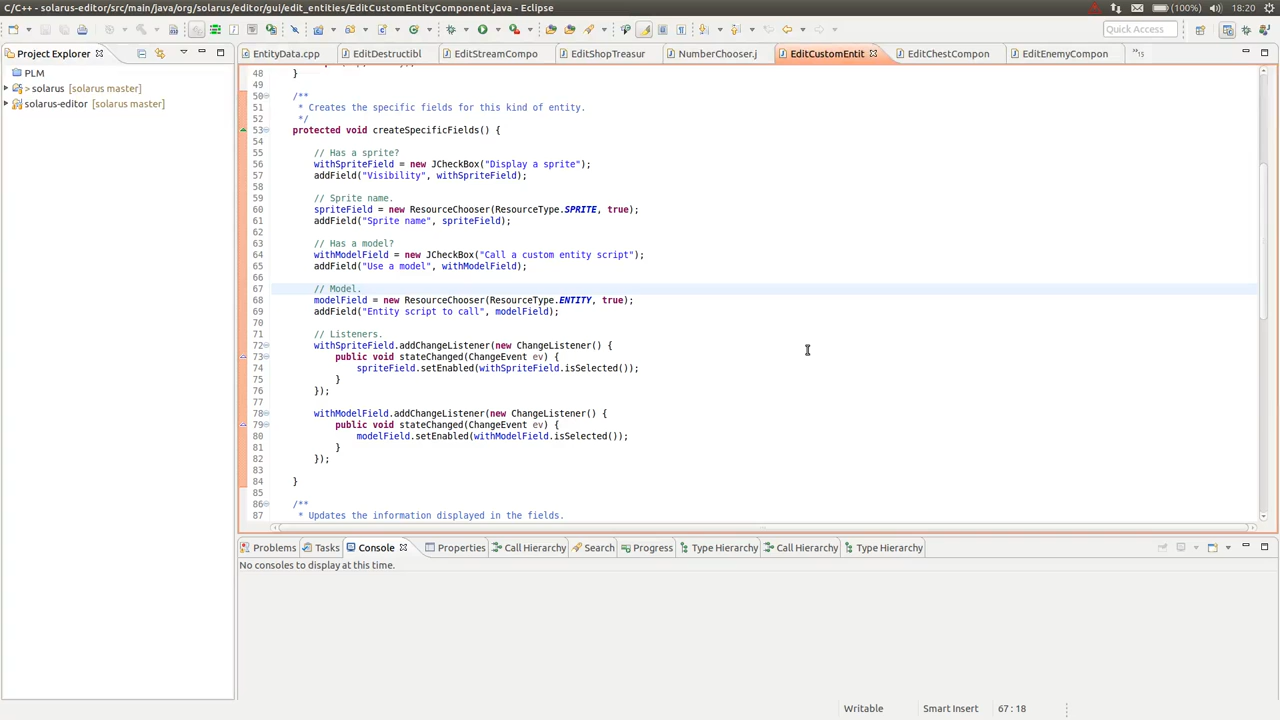 C/C++ - solarus-editor/src/main/java/org/solarus/editor/gui/edit_entities/EditCustomEntityComponent.java - Eclipse
(100%)
18:20
Quick Access
Project Explorer
EntityData.cpp
EditDestructibl
EditStreamCompo
EditShopTreasur
NumberChooser.j
EditCustomEntit
EditChestCompon
EditEnemyCompon
»5
PLM
> solarus [solarus master]
solarus-editor [solarus master]
48 }
49
50 /**
51 * Creates the specific fields for this kind of entity.
52 */
53 protected void createSpecificFields() {
54
55 // Has a sprite?
56 withSpriteField = new JCheckBox("Display a sprite");
57 addField("Visibility", withSpriteField);
58
59 // Sprite name.
60 spriteField = new ResourceChooser(ResourceType.SPRITE, true);
61 addField("Sprite name", spriteField);
62
63 // Has a model?
64 withModelField = new JCheckBox("Call a custom entity script");
65 addField("Use a model", withModelField);
66
67 // Model.
68 modelField = new ResourceChooser(ResourceType.ENTITY, true);
69 addField("Entity script to call", modelField);
70
71 // Listeners.
72 withSpriteField.addChangeListener(new ChangeListener() {
73 public void stateChanged(ChangeEvent ev) {
74 spriteField.setEnabled(withSpriteField.isSelected());
75 }
76 });
77
78 withModelField.addChangeListener(new ChangeListener() {
79 public void stateChanged(ChangeEvent ev) {
80 modelField.setEnabled(withModelField.isSelected());
81 }
82 });
83
84 }
85
86 /**
87 * Updates the information displayed in the fields.
Problems
Tasks
Console
Properties
Call Hierarchy
Search
Progress
Type Hierarchy
Call Hierarchy
Type Hierarchy
No consoles to display at this time.
Writable
Smart Insert
67 : 18